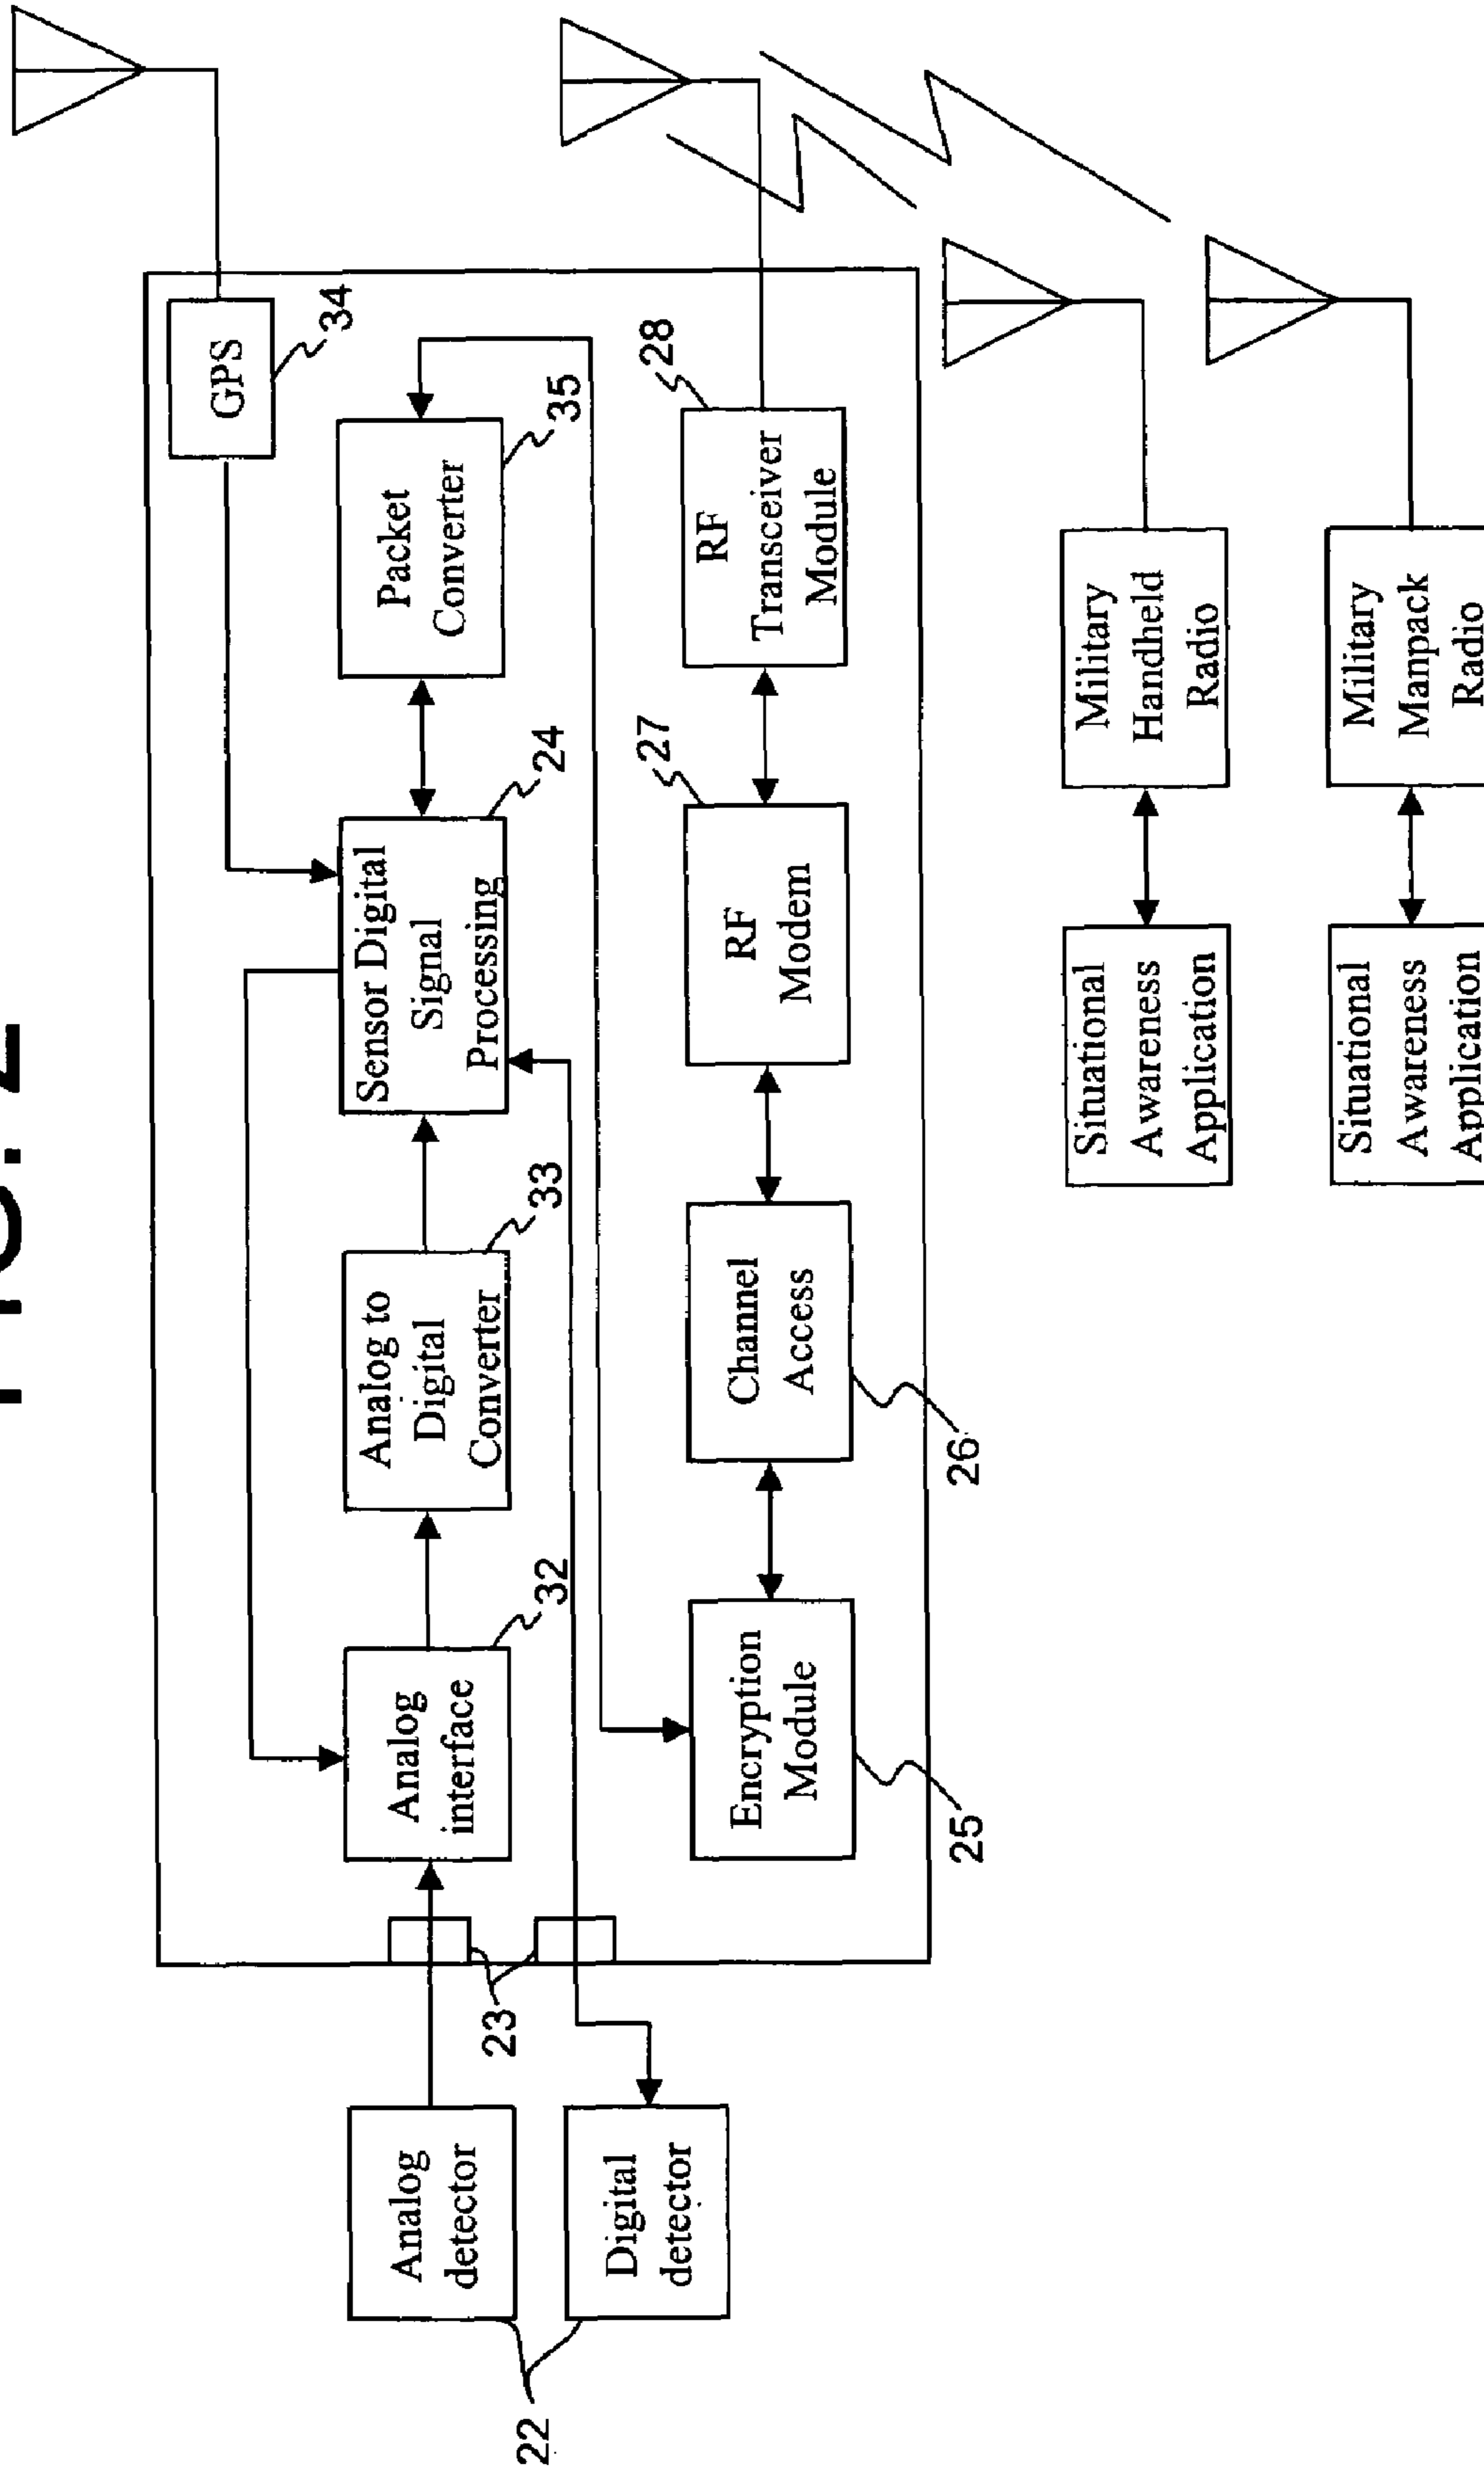 GPS
34
Analog
detector
22
23
Analog
interface
32
Analog to
Digital
Converter
33
Sensor Digital
Signal
Processing
24
Packet
Converter
35
Digital
detector
Encryption
Module
25
Channel
Access
26
RF
Modem
27
RF
Transceiver
Module
28
Situational
Awareness
Application
Military
Handheld
Radio
Situational
Awareness
Application
Military
Manpack
Radio